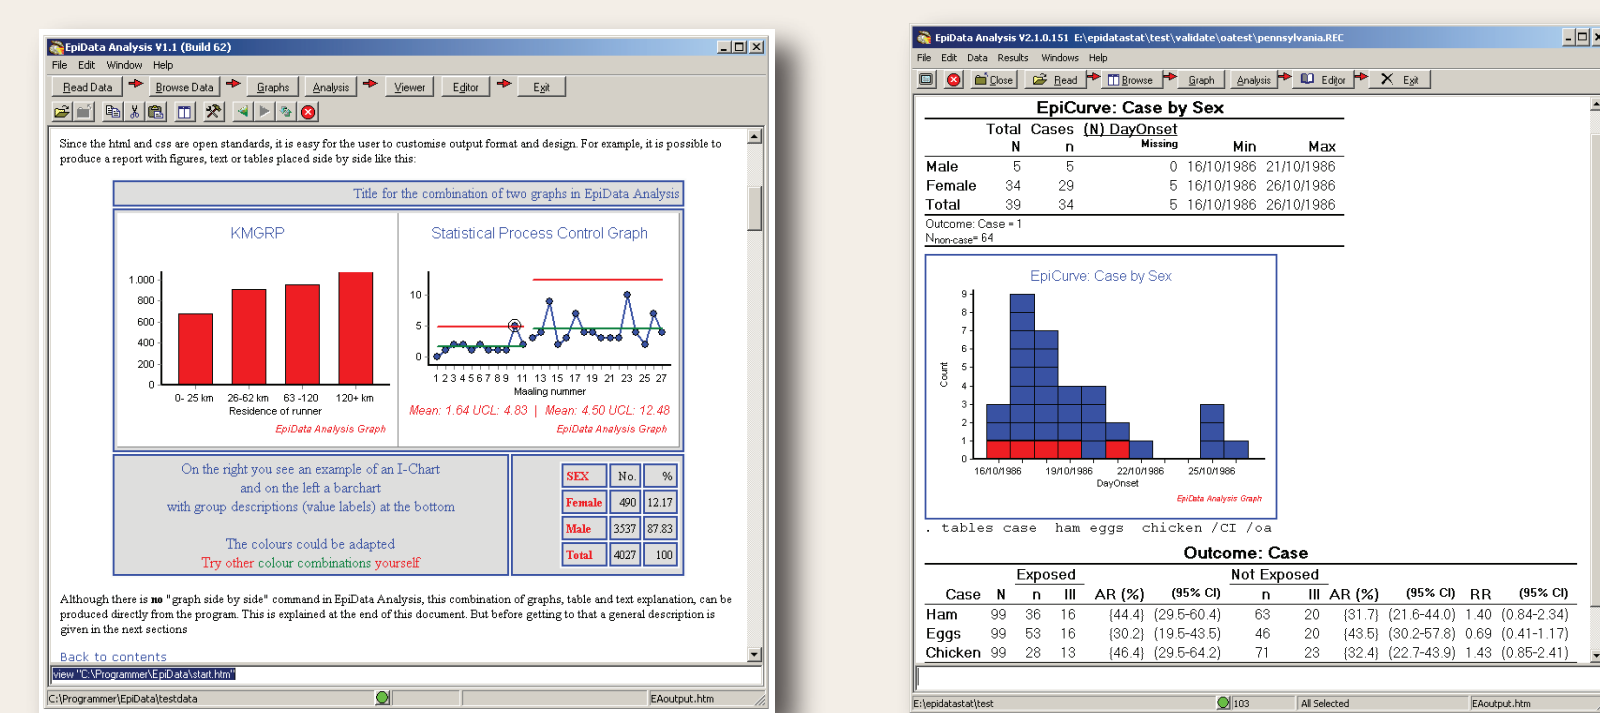 EpiData Analysis V1.1 (Build 62)
File Edit Window Help
Read Data Browse Data Graphs Analysis Viewer Editor Exit
Since the html and css are open standards, it is easy for the user to customise output format and design. For example, it is possible to
produce a report with figures, text or tables placed side by side like this:
Title for the combination of two graphs in EpiData Analysis
KMGRP
1.000
800
600
400
200
0
0- 25 km 26-62 km 63 -120 120+ km
Residence of runner
EpiData Analysis Graph
Statistical Process Control Graph
10
5
0
1 2 3 4 5 6 7 8 9 11 13 15 17 19 21 23 25 27
Maaling nummer
Mean: 1.64 UCL: 4.83 | Mean: 4.50 UCL: 12.48
EpiData Analysis Graph
On the right you see an example of an I-Chart
and on the left a barchart
with group descriptions (value labels) at the bottom
The colours could be adapted
Try other colour combinations yourself
SEX No. %
Female 490 12.17
Male 3537 87.83
Total 4027 100
Although there is no "graph side by side" command in EpiData Analysis, this combination of graphs, table and text explanation, can be
produced directly from the program. This is explained at the end of this document. But before getting to that a general description is
given in the next sections
Back to contents
view "C:\Programmer\EpiData\start.htm"
C:\Programmer\EpiData\testdata EAoutput.htm
EpiData Analysis V2.1.0.151 E:\epidatastat\test\validate\oatest\pennsylvania.REC
File Edit Data Results Windows Help
Close Read Browse Graph Analysis Editor Exit
EpiCurve: Case by Sex
Total Cases (N) DayOnset
N n Missing Min Max
Male 5 5 0 16/10/1986 21/10/1986
Female 34 29 5 16/10/1986 26/10/1986
Total 39 34 5 16/10/1986 26/10/1986
Outcome: Case = 1
Nnon-case= 64
EpiCurve: Case by Sex
Count
9
8
7
6
5
4
3
2
1
0
16/10/1986 19/10/1986 22/10/1986 25/10/1986
DayOnset
EpiData Analysis Graph
. tables case ham eggs chicken /CI /oa
Outcome: Case
Exposed Not Exposed
Case N n Ill AR (%) (95% CI) n Ill AR (%) (95% CI) RR (95% CI)
Ham 99 36 16 {44.4} (29.5-60.4) 63 20 {31.7} (21.6-44.0) 1.40 (0.84-2.34)
Eggs 99 53 16 {30.2} (19.5-43.5) 46 20 {43.5} (30.2-57.8) 0.69 (0.41-1.17)
Chicken 99 28 13 {46.4} (29.5-64.2) 71 23 {32.4} (22.7-43.9) 1.43 (0.85-2.41)
E:\epidatastat\test 103 All Selected EAoutput.htm